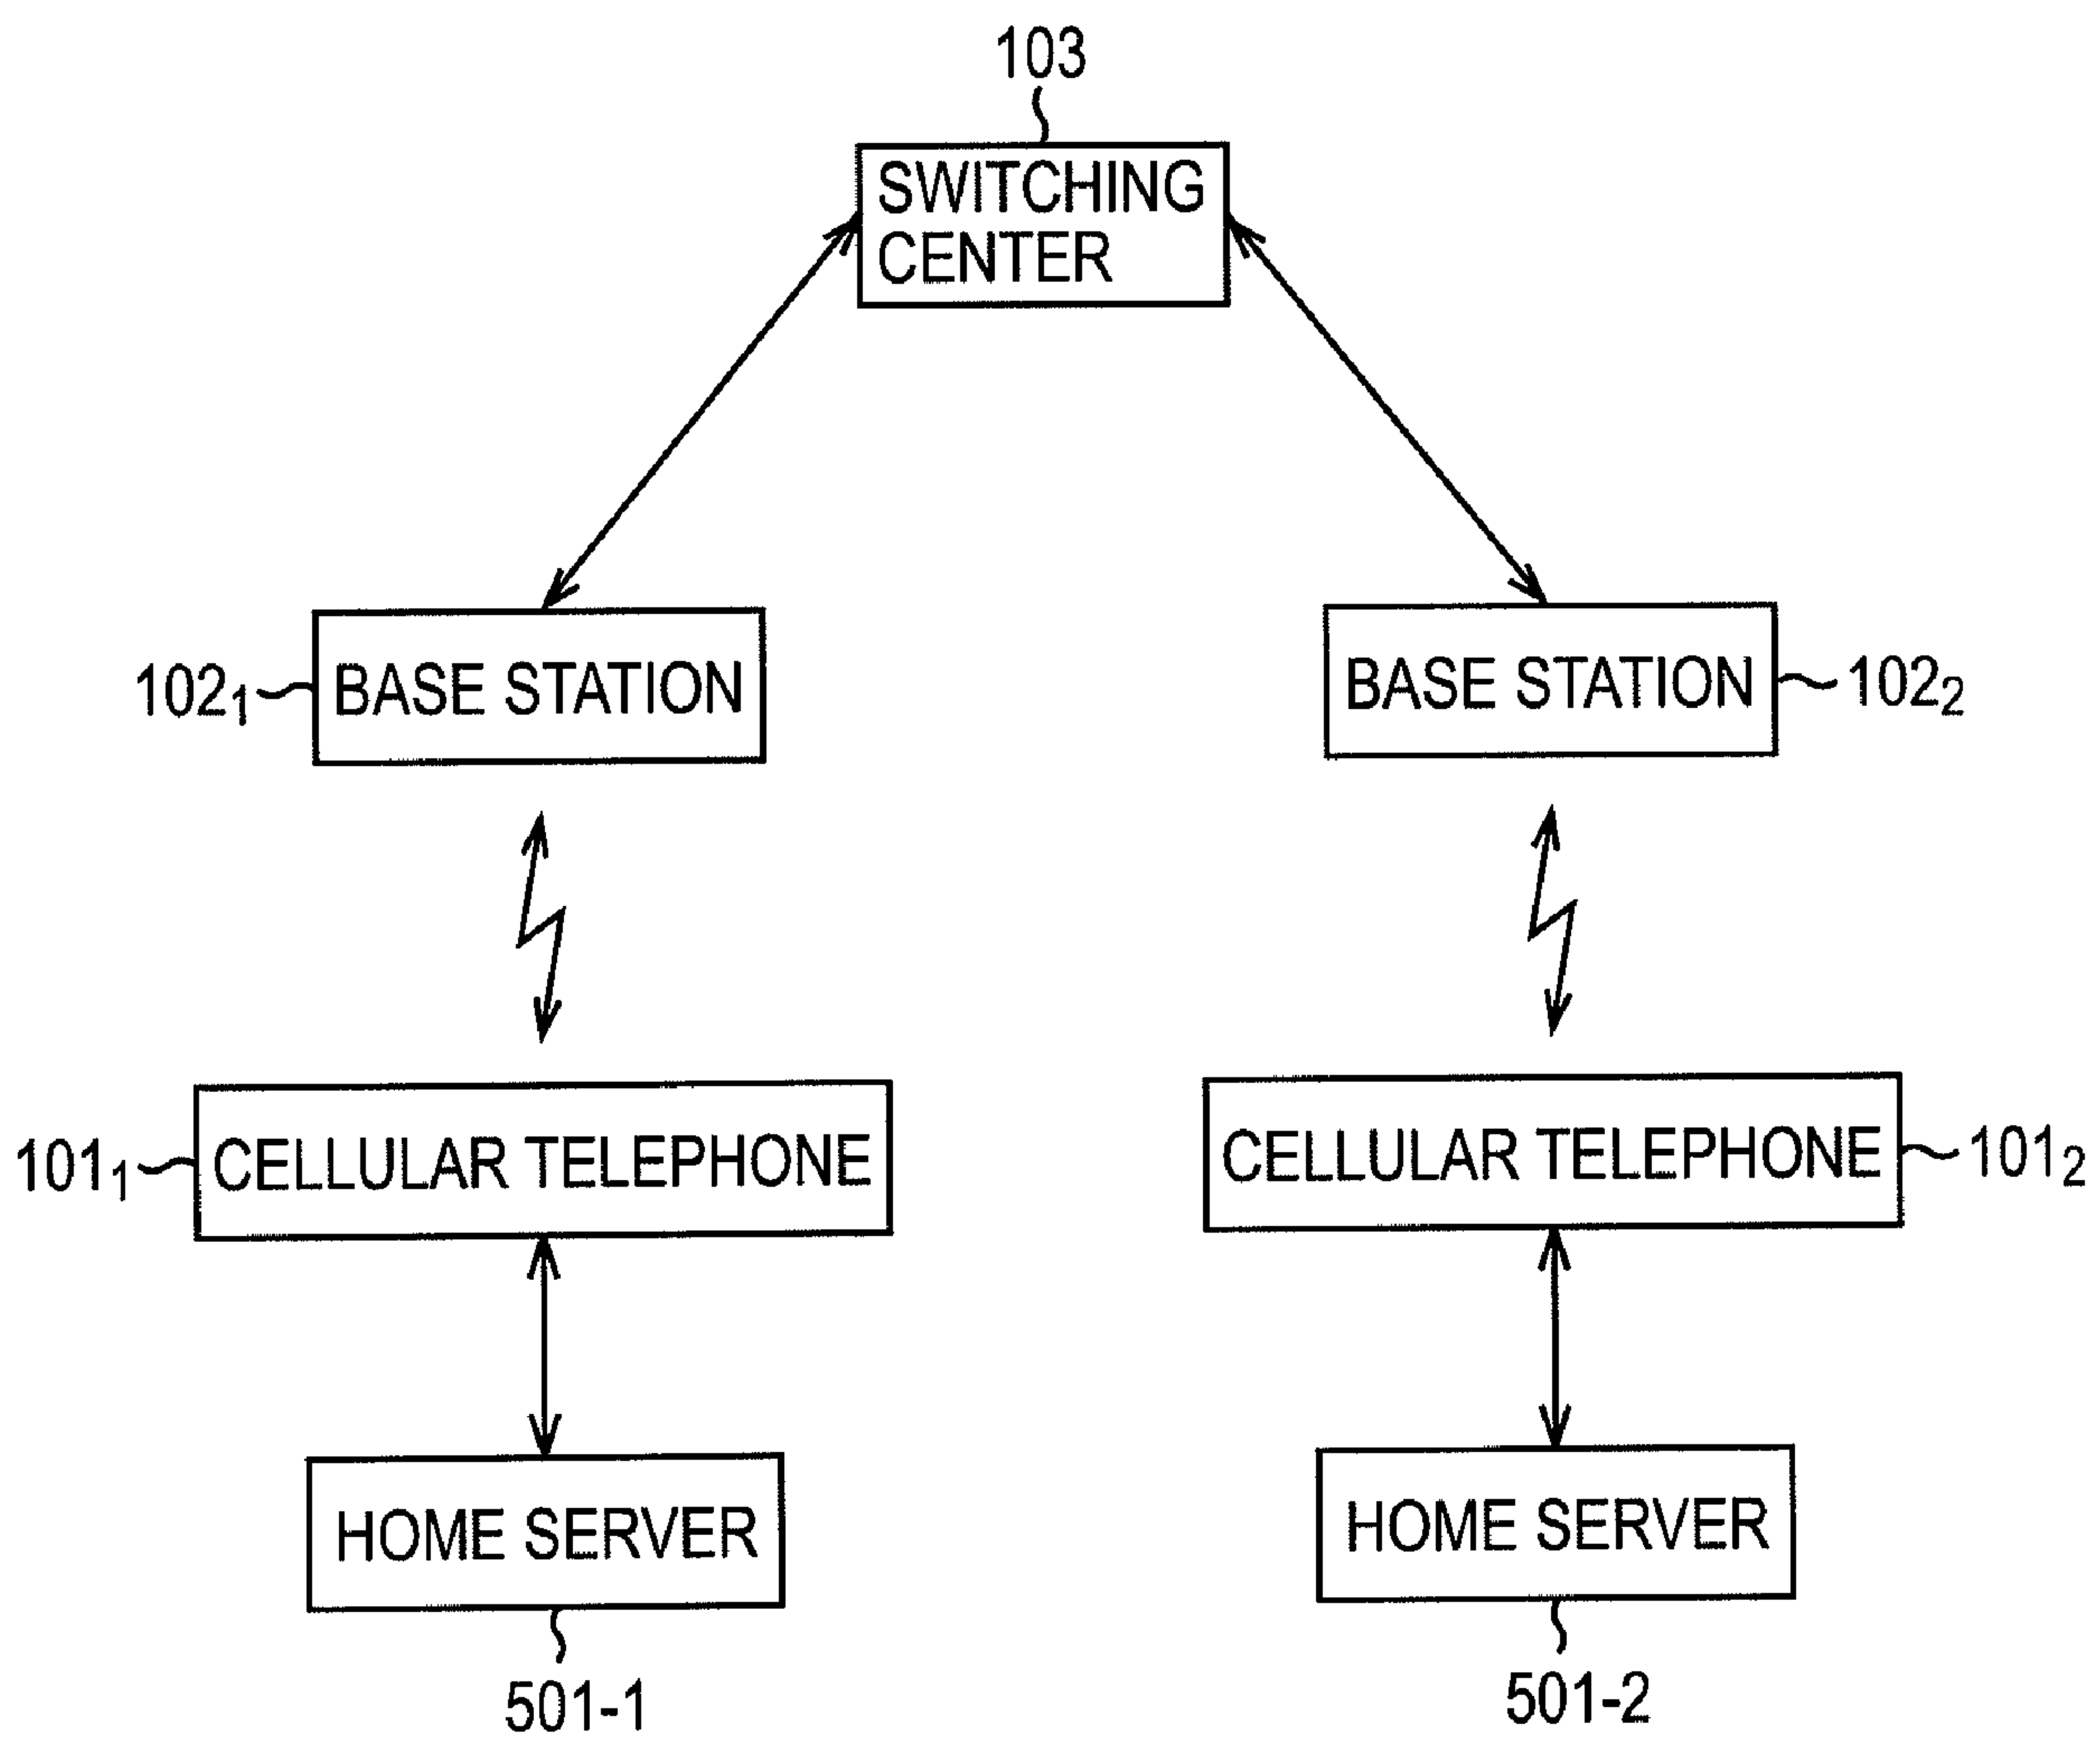 103
SWITCHING
CENTER
102₁
BASE STATION
BASE STATION
102₂
101₁
CELLULAR TELEPHONE
CELLULAR TELEPHONE
101₂
HOME SERVER
HOME SERVER
501-1
501-2